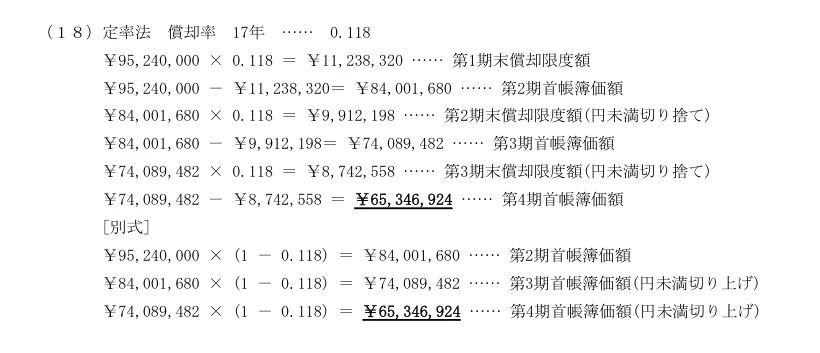 (18) 定率法 償却率 17年 …… 0.118
￥95,240,000 × 0.118 ＝ ￥11,238,320 …… 第1期末償却限度額
￥95,240,000 － ￥11,238,320＝ ￥84,001,680 …… 第2期首帳簿価額
￥84,001,680 × 0.118 ＝ ￥9,912,198 …… 第2期末償却限度額(円未満切り捨て)
￥84,001,680 － ￥9,912,198＝ ￥74,089,482 …… 第3期首帳簿価額
￥74,089,482 × 0.118 ＝ ￥8,742,558 …… 第3期末償却限度額(円未満切り捨て)
￥74,089,482 － ￥8,742,558 ＝ ￥65,346,924 …… 第4期首帳簿価額
[別式]
￥95,240,000 × (1 － 0.118) ＝ ￥84,001,680 …… 第2期首帳簿価額
￥84,001,680 × (1 － 0.118) ＝ ￥74,089,482 …… 第3期首帳簿価額(円未満切り上げ)
￥74,089,482 × (1 － 0.118) ＝ ￥65,346,924 …… 第4期首帳簿価額(円未満切り上げ)